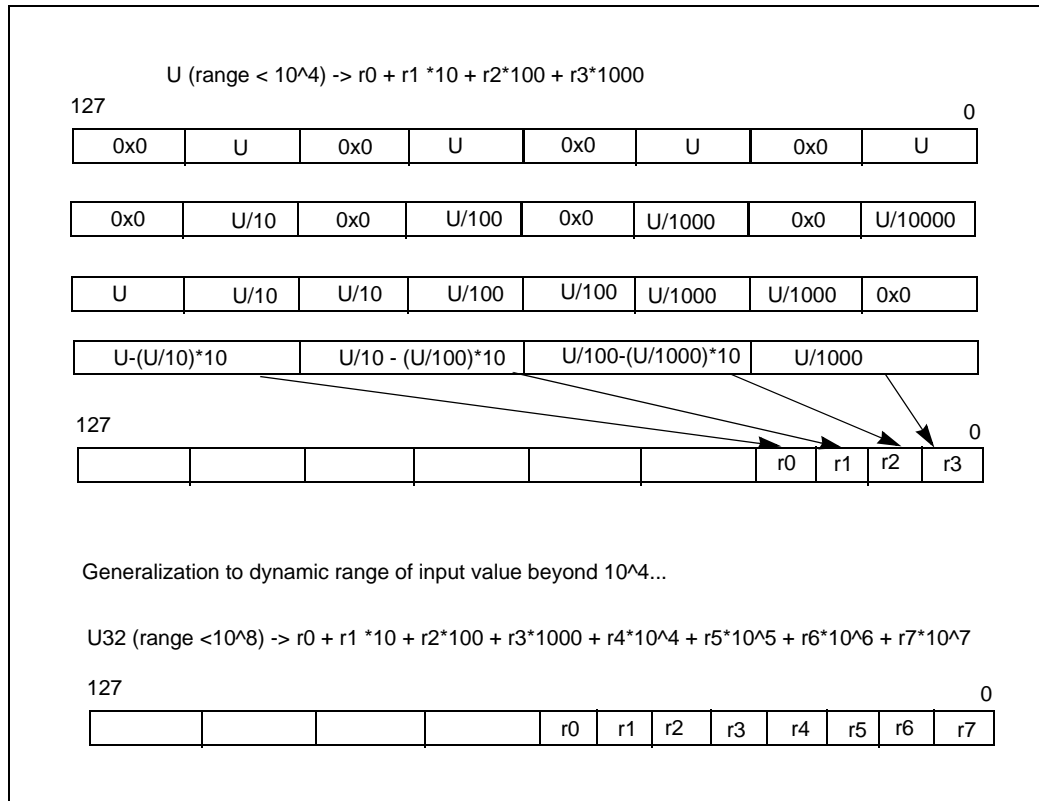 U (range < 10^4) -> r0 + r1 *10 + r2*100 + r3*1000
127 0
0x0 U 0x0 U 0x0 U 0x0 U
0x0 U/10 0x0 U/100 0x0 U/1000 0x0 U/10000
U U/10 U/10 U/100 U/100 U/1000 U/1000 0x0
U-(U/10)*10 U/10 - (U/100)*10 U/100-(U/1000)*10 U/1000
127 0
r0 r1 r2 r3
Generalization to dynamic range of input value beyond 10^4...
U32 (range <10^8) -> r0 + r1 *10 + r2*100 + r3*1000 + r4*10^4 + r5*10^5 + r6*10^6 + r7*10^7
127 0
r0 r1 r2 r3 r4 r5 r6 r7